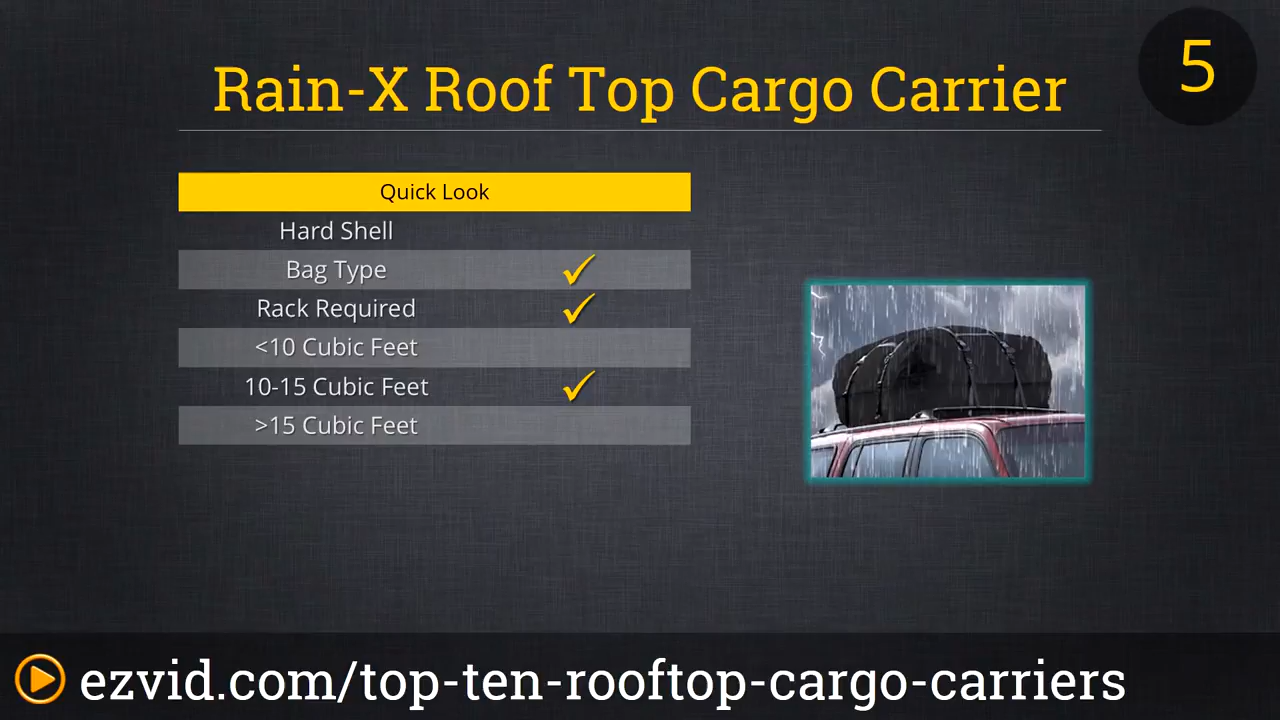 5
Rain-X Roof Top Cargo Carrier
Quick Look
Hard Shell
Bag Type ✓
Rack Required ✓
<10 Cubic Feet
10-15 Cubic Feet ✓
>15 Cubic Feet
ezvid.com/top-ten-rooftop-cargo-carriers